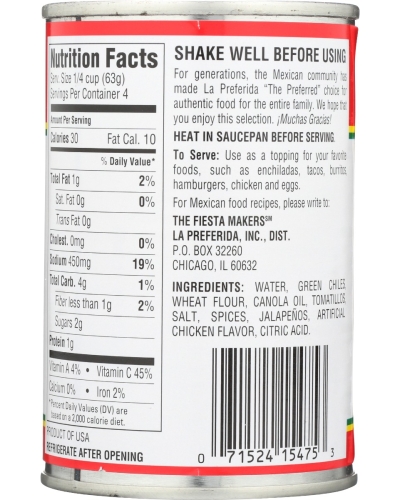 Nutrition Facts
Serv. Size 1/4 cup (63g)
Servings Per Container 4
Amount Per Serving
Calories 30 Fat Cal. 10
% Daily Value*
Total Fat 1g 2%
Sat. Fat 0g 0%
Trans Fat 0g
Cholest. 0mg 0%
Sodium 450mg 19%
Total Carb. 4g 1%
Fiber less than 1g 2%
Sugars 2g
Protein 1g
Vitamin A 4% • Vitamin C 45%
Calcium 0% • Iron 2%
*Percent Daily Values (DV) are
based on a 2,000 calorie diet.
PRODUCT OF USA
REFRIGERATE AFTER OPENING
SHAKE WELL BEFORE USING
For generations, the Mexican community has
made La Preferida "The Preferred" choice for
authentic food for the entire family. We hope that
you enjoy this selection. ¡Muchas Gracias!
HEAT IN SAUCEPAN BEFORE SERVING.
To Serve: Use as a topping for your favorite
foods, such as enchiladas, tacos, burritos,
hamburgers, chicken and eggs.
For Mexican food recipes, please write to:
THE FIESTA MAKERS℠
LA PREFERIDA, INC., DIST.
P.O. BOX 32260
CHICAGO, IL 60632
INGREDIENTS: WATER, GREEN CHILES,
WHEAT FLOUR, CANOLA OIL, TOMATILLOS,
SALT, SPICES, JALAPEÑOS, ARTIFICIAL
CHICKEN FLAVOR, CITRIC ACID.
0 71524 15475 3